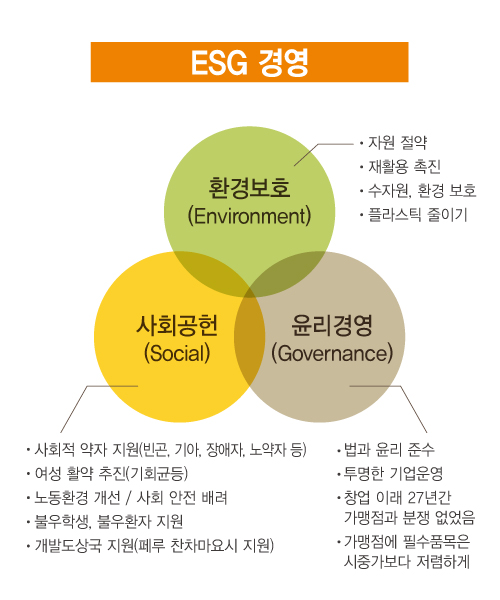 ESG 경영
환경보호
(Environment)
· 자원 절약
· 재활용 촉진
· 수자원, 환경 보호
· 플라스틱 줄이기
사회공헌
(Social)
윤리경영
(Governance)
· 사회적 약자 지원(빈곤, 기아, 장애자, 노약자 등)
· 여성 활약 추진(기회균등)
· 노동환경 개선 / 사회 안전 배려
· 불우학생, 불우환자 지원
· 개발도상국 지원(페루 찬차마요시 지원)
· 법과 윤리 준수
· 투명한 기업운영
· 창업 이래 27년간
가맹점과 분쟁 없었음
· 가맹점에 필수품목은
시중가보다 저렴하게